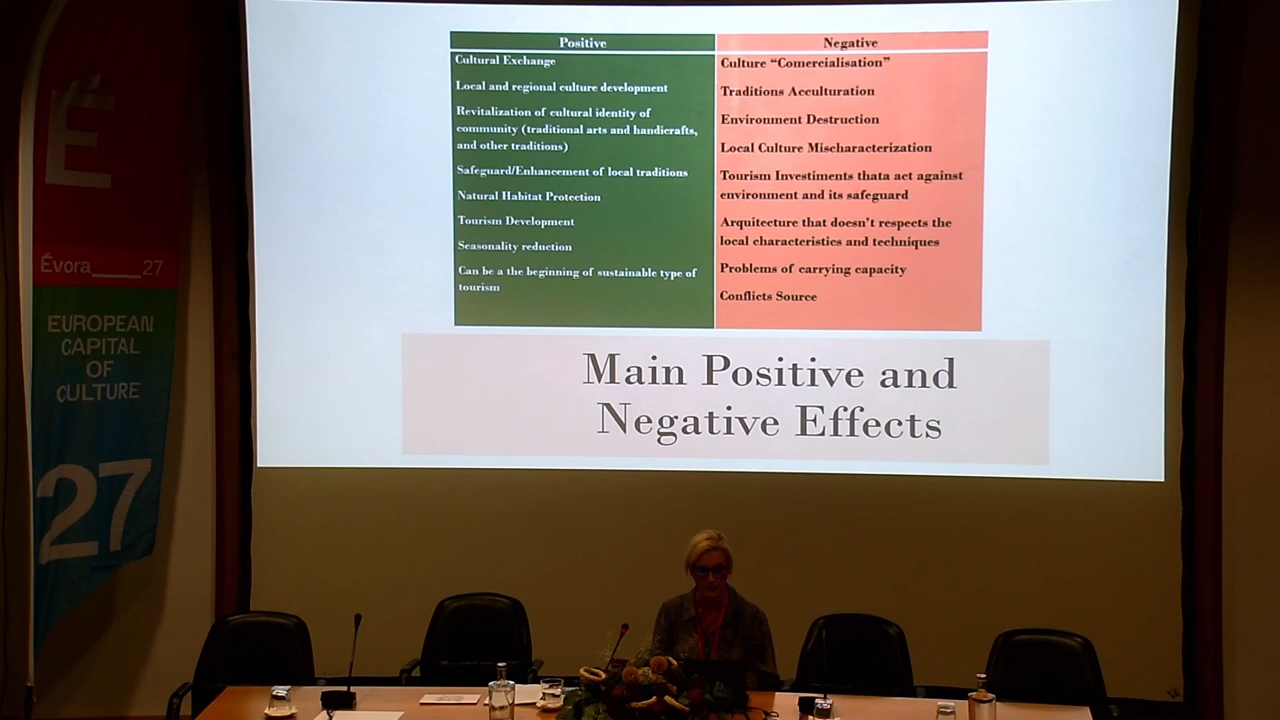 É
Évora____27
EUROPEAN
CAPITAL
OF
CULTURE
27
Positive
Cultural Exchange
Local and regional culture development
Revitalization of cultural identity of
community (traditional arts and handicrafts,
and other traditions)
Safeguard/Enhancement of local traditions
Natural Habitat Protection
Tourism Development
Seasonality reduction
Can be a the beginning of sustainable type of
tourism
Negative
Culture “Comercialisation”
Traditions Acculturation
Environment Destruction
Local Culture Mischaracterization
Tourism Investiments thata act against
environment and its safeguard
Arquitecture that doesn’t respects the
local characteristics and techniques
Problems of carrying capacity
Conflicts Source
Main Positive and
Negative Effects